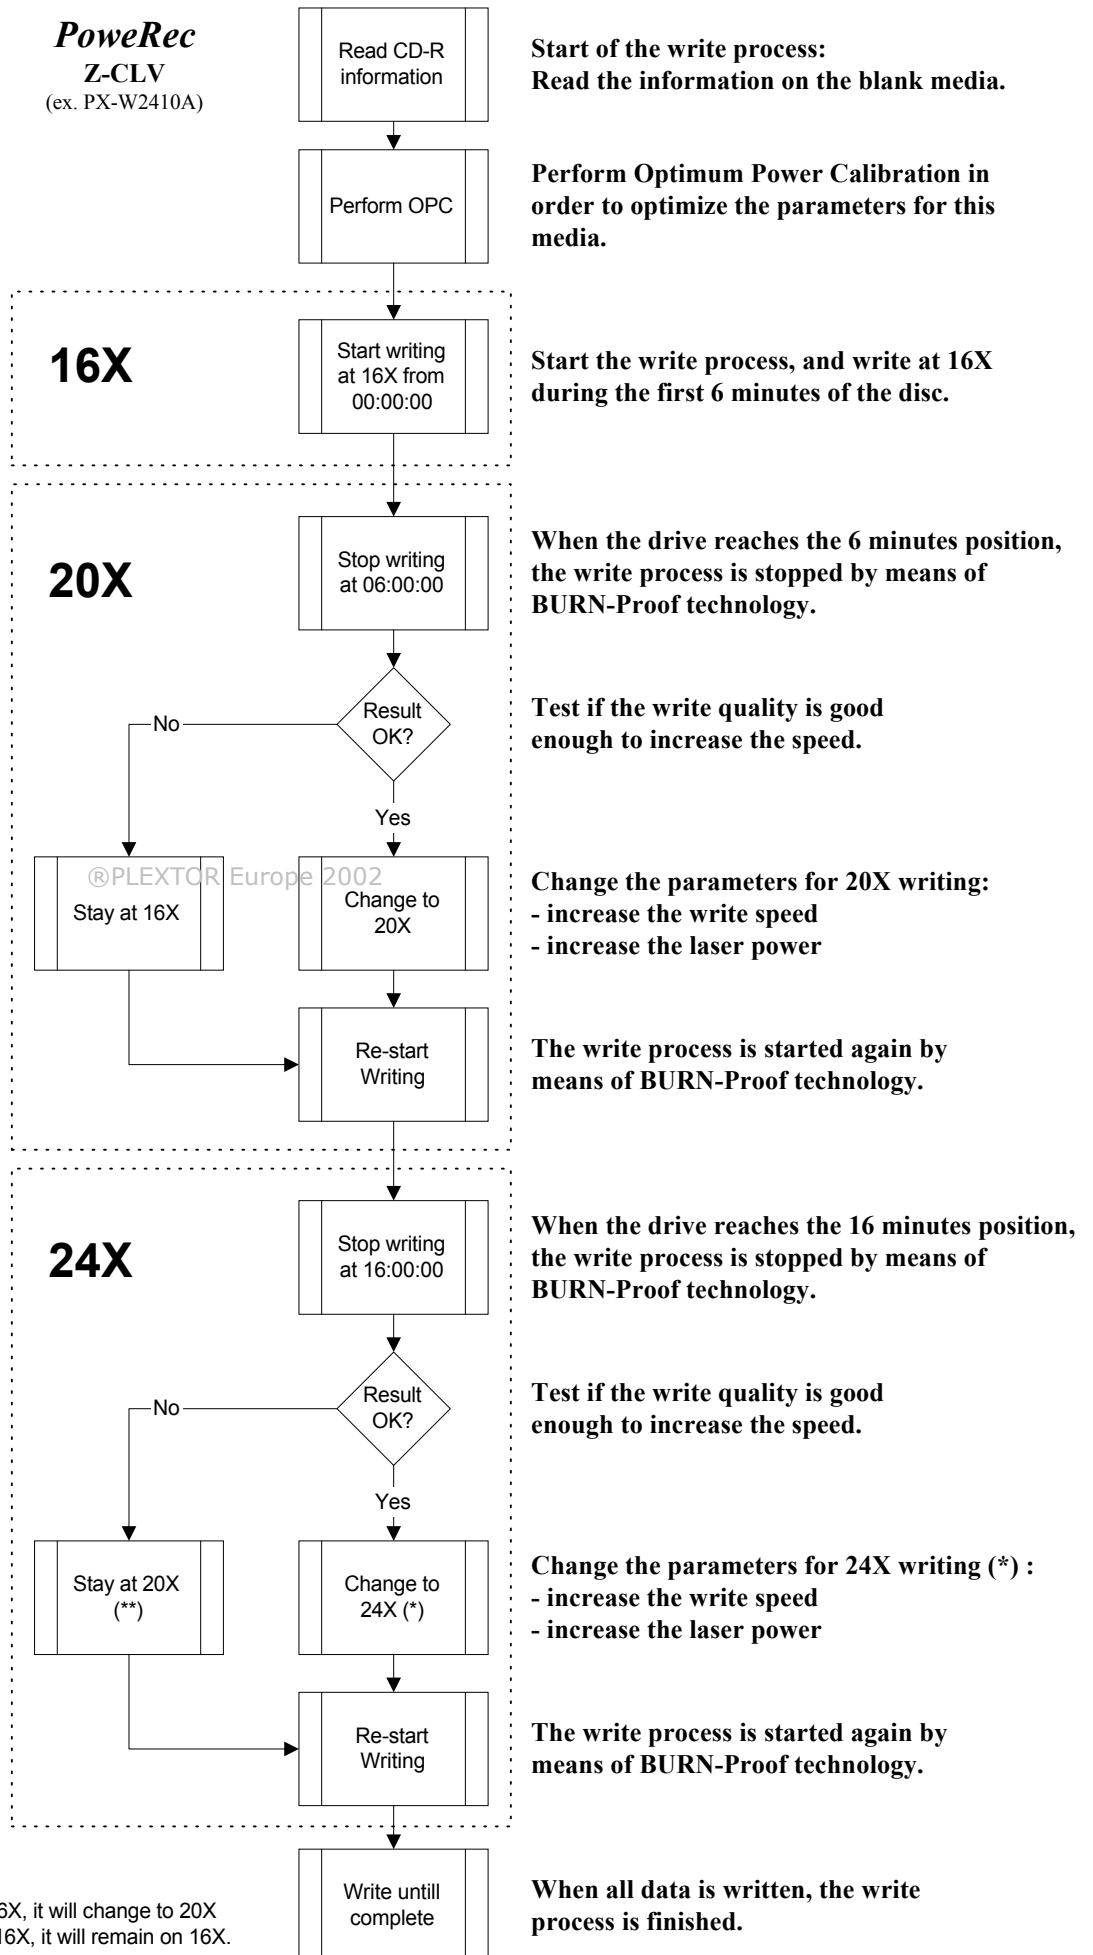 PoweRec
Z-CLV
(ex. PX-W2410A)
Read CD-R
information
Start of the write process:
Read the information on the blank media.
Perform OPC
Perform Optimum Power Calibration in
order to optimize the parameters for this
media.
16X
Start writing
at 16X from
00:00:00
Start the write process, and write at 16X
during the first 6 minutes of the disc.
20X
Stop writing
at 06:00:00
When the drive reaches the 6 minutes position,
the write process is stopped by means of
BURN-Proof technology.
Result
OK?
No
Yes
Test if the write quality is good
enough to increase the speed.
®PLEXTOR Europe 2002
Stay at 16X
Change to
20X
Change the parameters for 20X writing:
- increase the write speed
- increase the laser power
Re-start
Writing
The write process is started again by
means of BURN-Proof technology.
24X
Stop writing
at 16:00:00
When the drive reaches the 16 minutes position,
the write process is stopped by means of
BURN-Proof technology.
Result
OK?
No
Yes
Test if the write quality is good
enough to increase the speed.
Stay at 20X
(**)
Change to
24X (*)
Change the parameters for 24X writing (*) :
- increase the write speed
- increase the laser power
Re-start
Writing
The write process is started again by
means of BURN-Proof technology.
Write untill
complete
When all data is written, the write
process is finished.
6X, it will change to 20X
16X, it will remain on 16X.